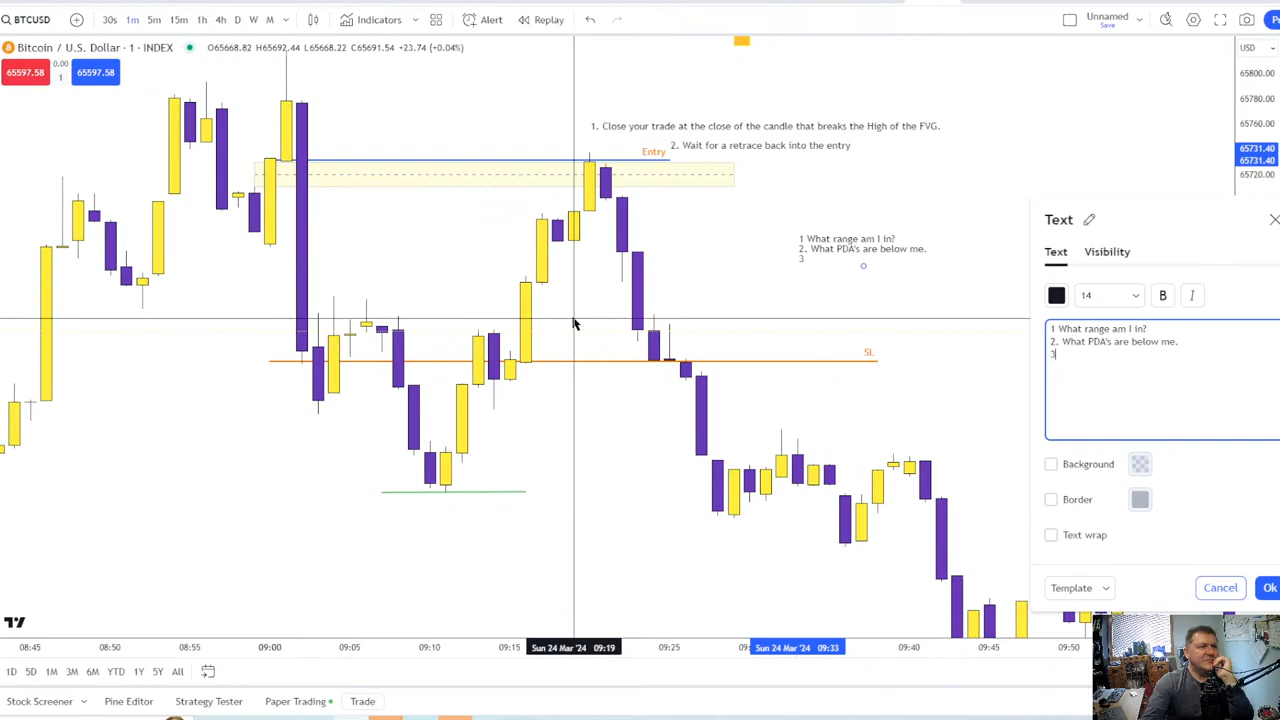 BTCUSD
30s 1m 5m 15m 1h 4h D W M
Indicators
Alert
Replay
Unnamed
Save
Bitcoin / U.S. Dollar · 1 · INDEX
O65668.82 H65692.44 L65668.22 C65691.54 +23.74 (+0.04%)
65597.58
0.00
1
65597.58
USD
65800.00
65780.00
65760.00
65731.40
65731.40
65720.00
1. Close your trade at the close of the candle that breaks the High of the FVG.
2. Wait for a retrace back into the entry
Entry
1 What range am I in?
2. What PDA's are below me.
3
SL
Text
Text Visibility
14
B
I
1 What range am I in?
2. What PDA's are below me.
3
Background
Border
Text wrap
Template
Cancel
Ok
08:45 08:50 08:55 09:00 09:05 09:10 09:15 Sun 24 Mar '24 09:19 09:25 Sun 24 Mar '24 09:33 09:40 09:45 09:50
1D 5D 1M 3M 6M YTD 1Y 5Y All
Stock Screener
Pine Editor
Strategy Tester
Paper Trading
Trade